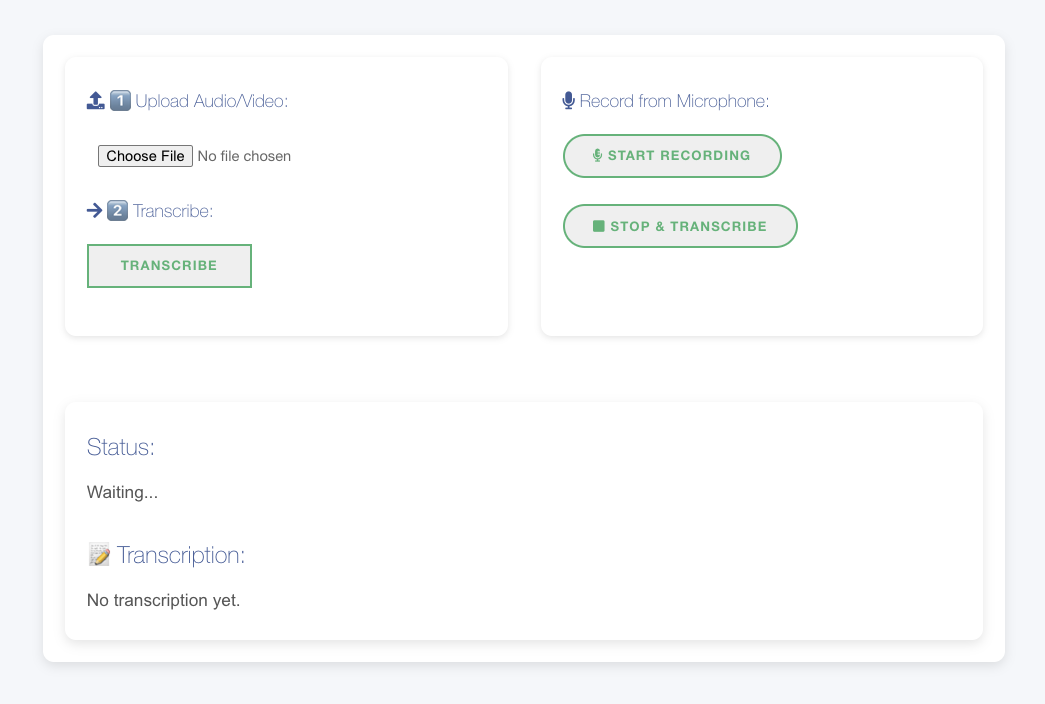 1 Upload Audio/Video:
Choose File No file chosen
2 Transcribe:
TRANSCRIBE
Record from Microphone:
START RECORDING
STOP & TRANSCRIBE
Status:
Waiting...
Transcription:
No transcription yet.